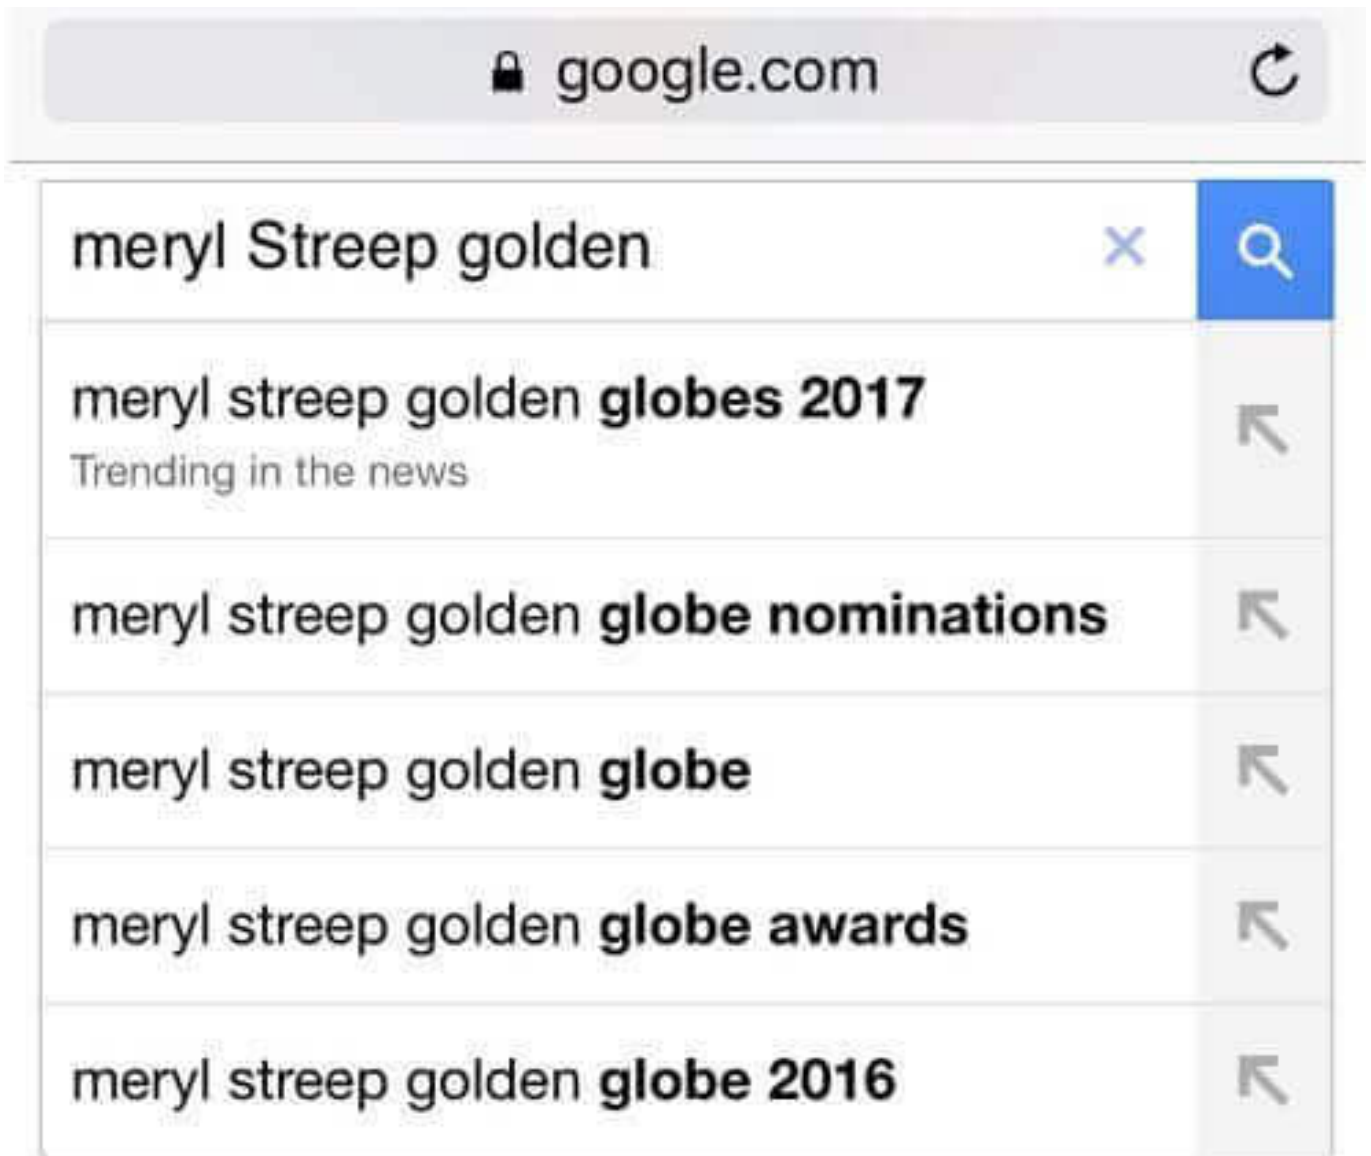 google.com
meryl Streep golden
meryl streep golden globes 2017
Trending in the news
meryl streep golden globe nominations
meryl streep golden globe
meryl streep golden globe awards
meryl streep golden globe 2016